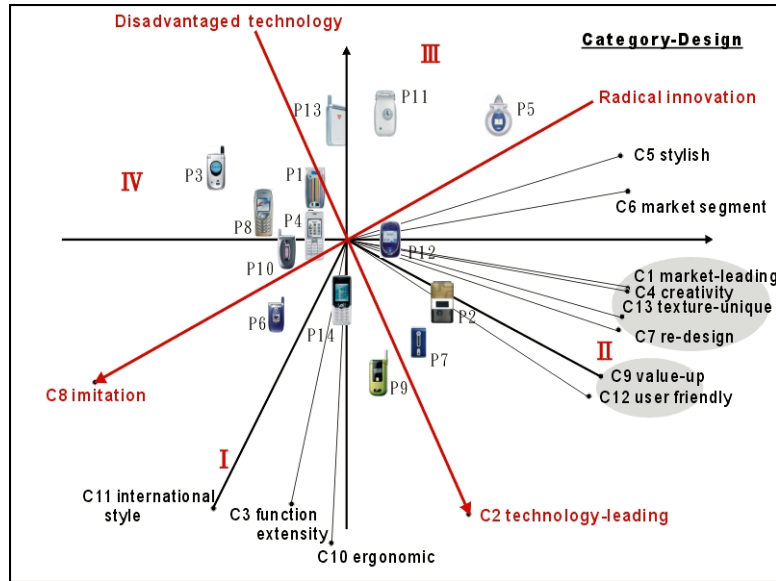 Disadvantaged technology
III
Category-Design
P13
P11
P5
Radical innovation
C5 stylish
IV
P3
P1
C6 market segment
P8
P4
P12
P10
C1 market-leading
C4 creativity
C13 texture-unique
P6
P14
P2
C7 re-design
P7
II
C9 value-up
P9
C12 user friendly
C8 imitation
I
C11 international
style
C3 function
extensity
C2 technology-leading
C10 ergonomic